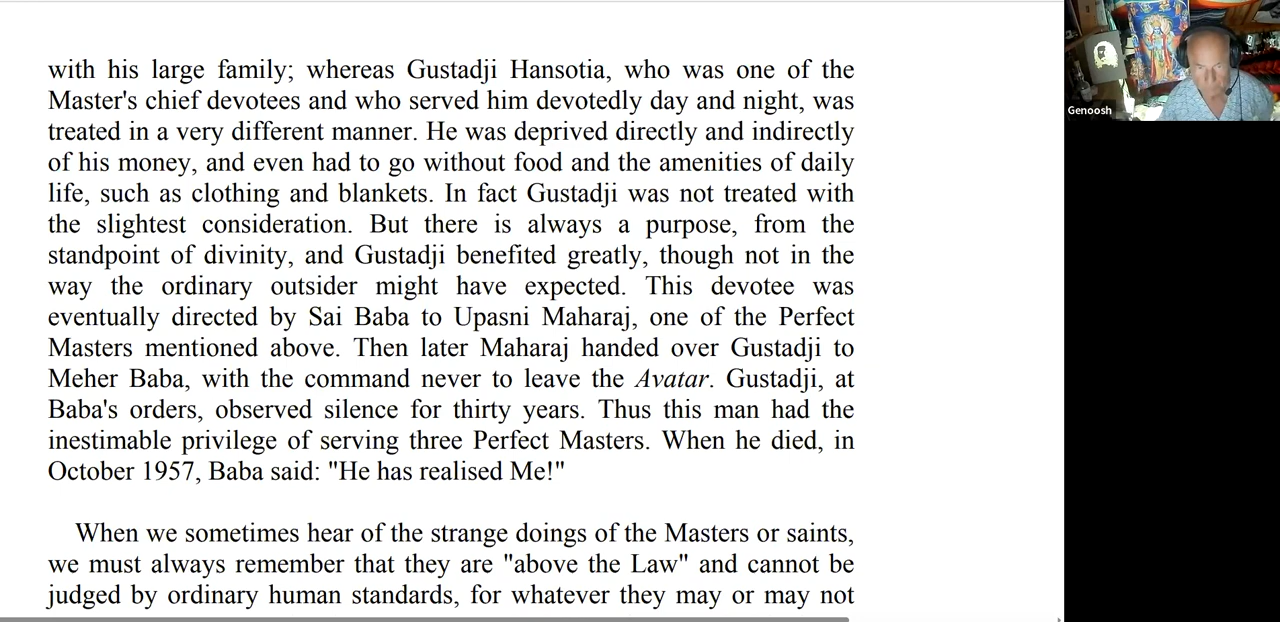 with his large family; whereas Gustadji Hansotia, who was one of the
Master's chief devotees and who served him devotedly day and night, was
treated in a very different manner. He was deprived directly and indirectly
of his money, and even had to go without food and the amenities of daily
life, such as clothing and blankets. In fact Gustadji was not treated with
the slightest consideration. But there is always a purpose, from the
standpoint of divinity, and Gustadji benefited greatly, though not in the
way the ordinary outsider might have expected. This devotee was
eventually directed by Sai Baba to Upasni Maharaj, one of the Perfect
Masters mentioned above. Then later Maharaj handed over Gustadji to
Meher Baba, with the command never to leave the Avatar. Gustadji, at
Baba's orders, observed silence for thirty years. Thus this man had the
inestimable privilege of serving three Perfect Masters. When he died, in
October 1957, Baba said: "He has realised Me!"
When we sometimes hear of the strange doings of the Masters or saints,
we must always remember that they are "above the Law" and cannot be
judged by ordinary human standards, for whatever they may or may not
Genoosh